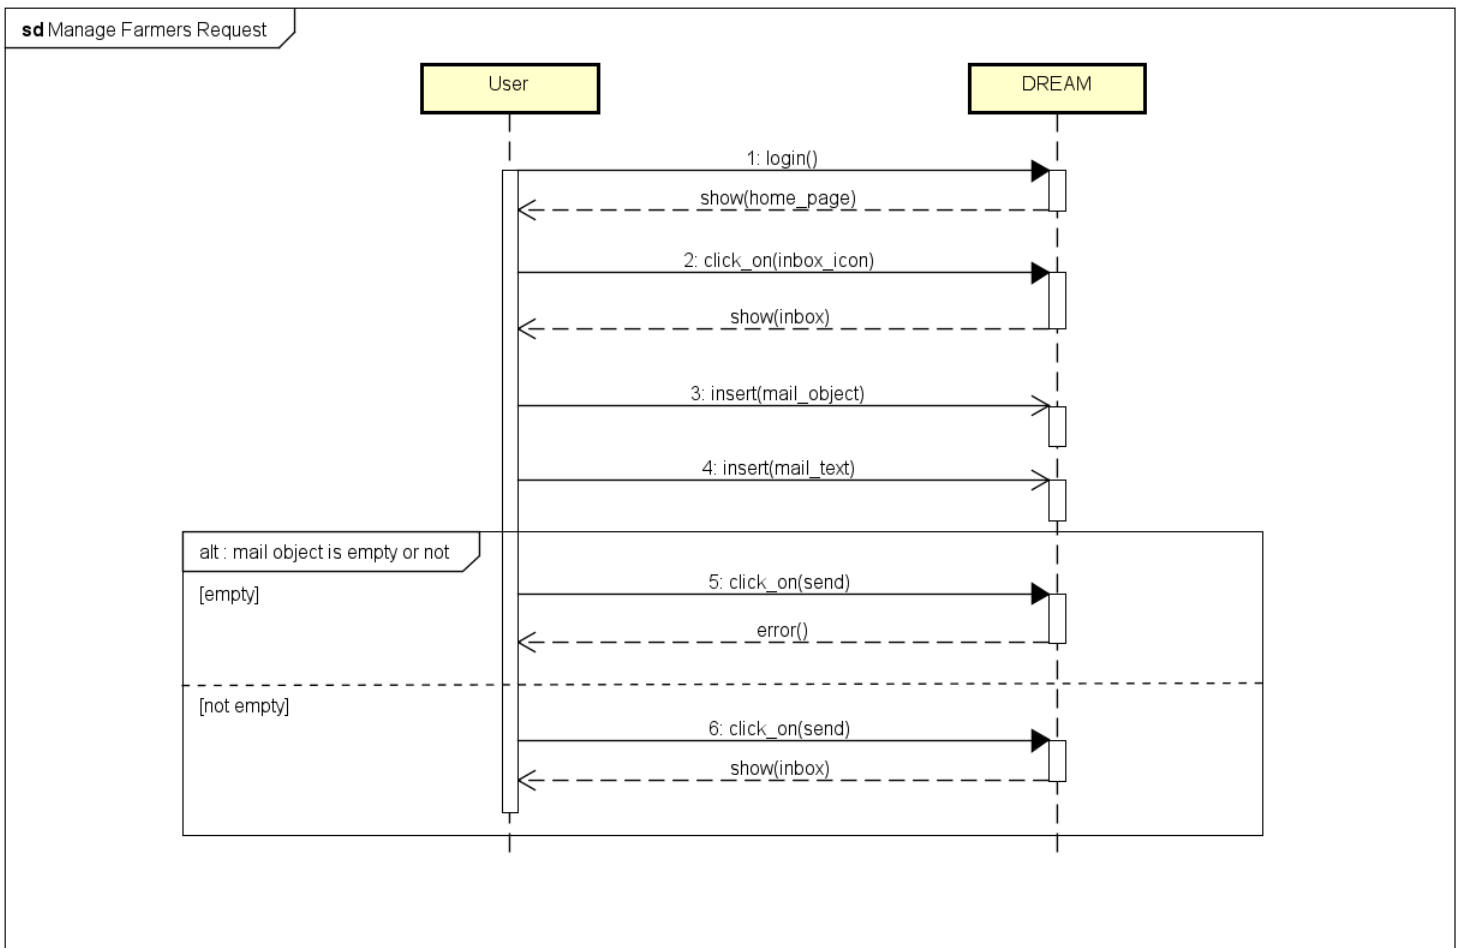 sd Manage Farmers Request
User
DREAM
1: login()
show(home_page)
2: click_on(inbox_icon)
show(inbox)
3: insert(mail_object)
4: insert(mail_text)
alt : mail object is empty or not
[empty]
5: click_on(send)
error()
[not empty]
6: click_on(send)
show(inbox)